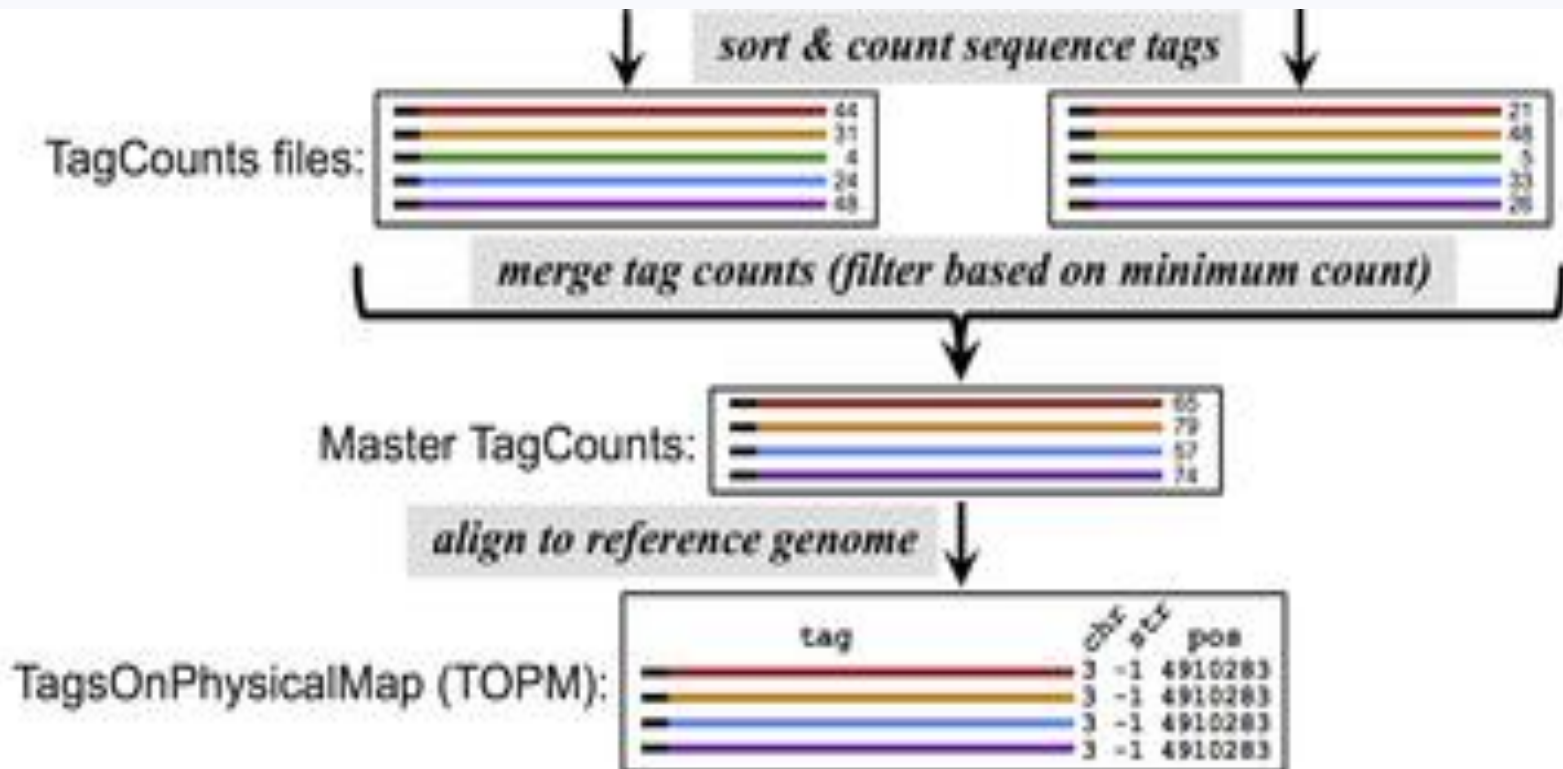 sort & count sequence tags
TagCounts files:
44
31
4
24
48
21
48
5
33
26
merge tag counts (filter based on minimum count)
Master TagCounts:
65
79
57
74
align to reference genome
tag chr str pos
TagsOnPhysicalMap (TOPM):
3 -1 4910283
3 -1 4910283
3 -1 4910283
3 -1 4910283